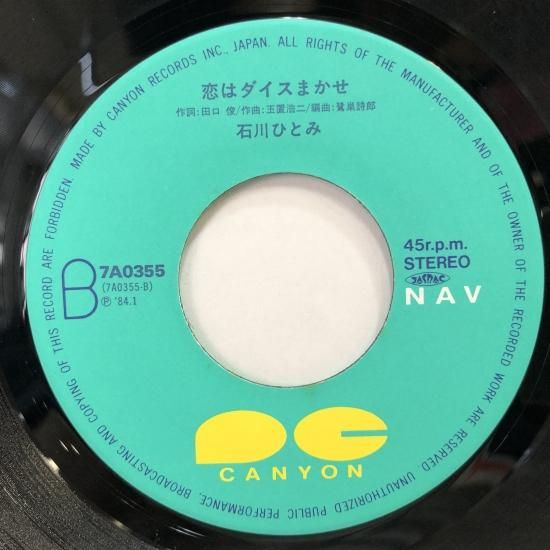 MADE BY CANYON RECORDS INC., JAPAN. ALL RIGHTS OF THE MANUFACTURER AND OF THE OWNER OF THE RECORDED WORK ARE RESERVED. UNAUTHORIZED PUBLIC PERFORMANCE, BROADCASTING AND COPYING OF THIS RECORD ARE FORBIDDEN.
恋はダイスまかせ
作詞:田口 俊/作曲:玉置浩二/編曲:鷺巣詩郎
石川ひとみ
B 7A0355
(7A0355-B)
Ⓟ '84.1
45r.p.m.
STEREO
JASRAC
NAV
PC
CANYON